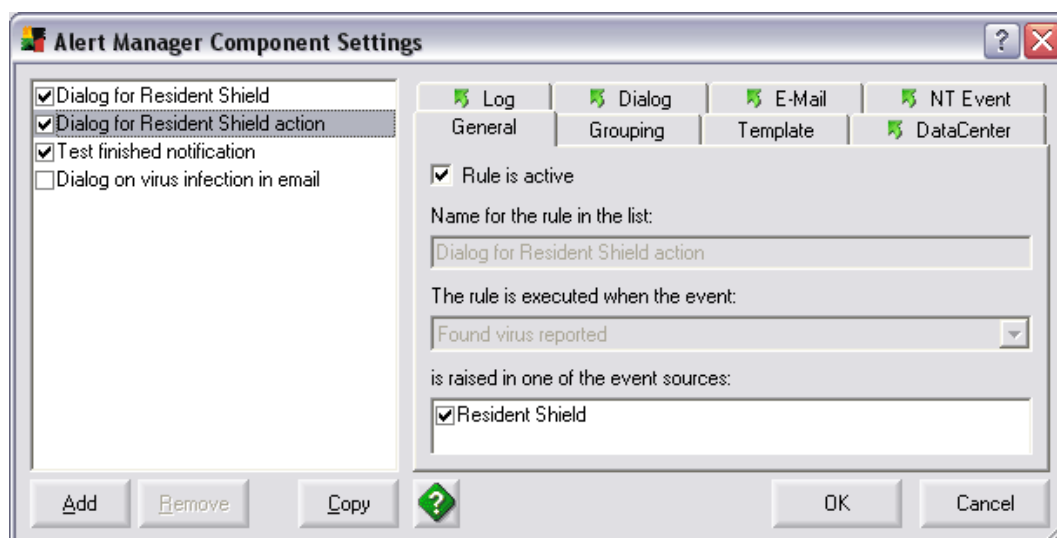 Alert Manager Component Settings
Dialog for Resident Shield
Dialog for Resident Shield action
Test finished notification
Dialog on virus infection in email
Log
Dialog
E-Mail
NT Event
General
Grouping
Template
DataCenter
Rule is active
Name for the rule in the list:
Dialog for Resident Shield action
The rule is executed when the event:
Found virus reported
is raised in one of the event sources:
Resident Shield
Add
Remove
Copy
?
OK
Cancel